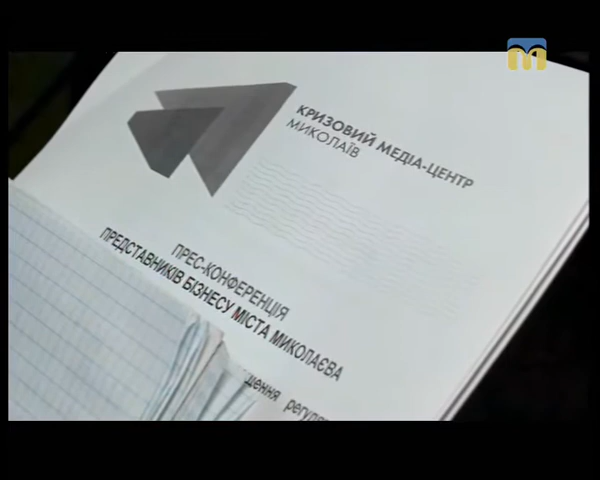 КРИЗОВИЙ МЕДІА-ЦЕНТР
МИКОЛАЇВ
ПРЕС-КОНФЕРЕНЦІЯ
ПРЕДСТАВНИКІВ БІЗНЕСУ МІСТА МИКОЛАЄВА